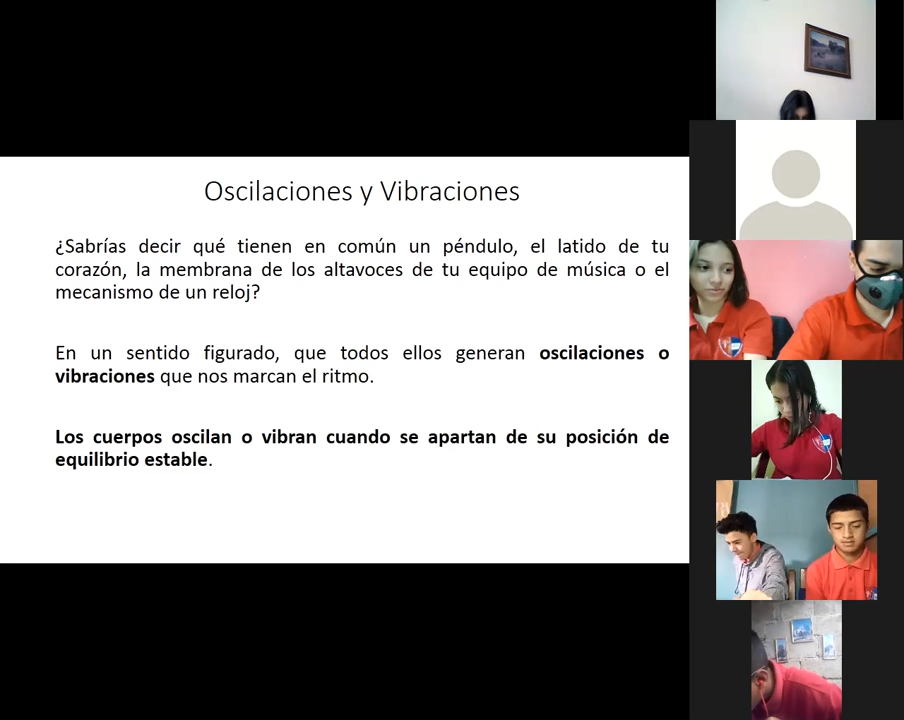 Oscilaciones y Vibraciones
¿Sabrías decir qué tienen en común un péndulo, el latido de tu
corazón, la membrana de los altavoces de tu equipo de música o el
mecanismo de un reloj?
En un sentido figurado, que todos ellos generan oscilaciones o
vibraciones que nos marcan el ritmo.
Los cuerpos oscilan o vibran cuando se apartan de su posición de
equilibrio estable.